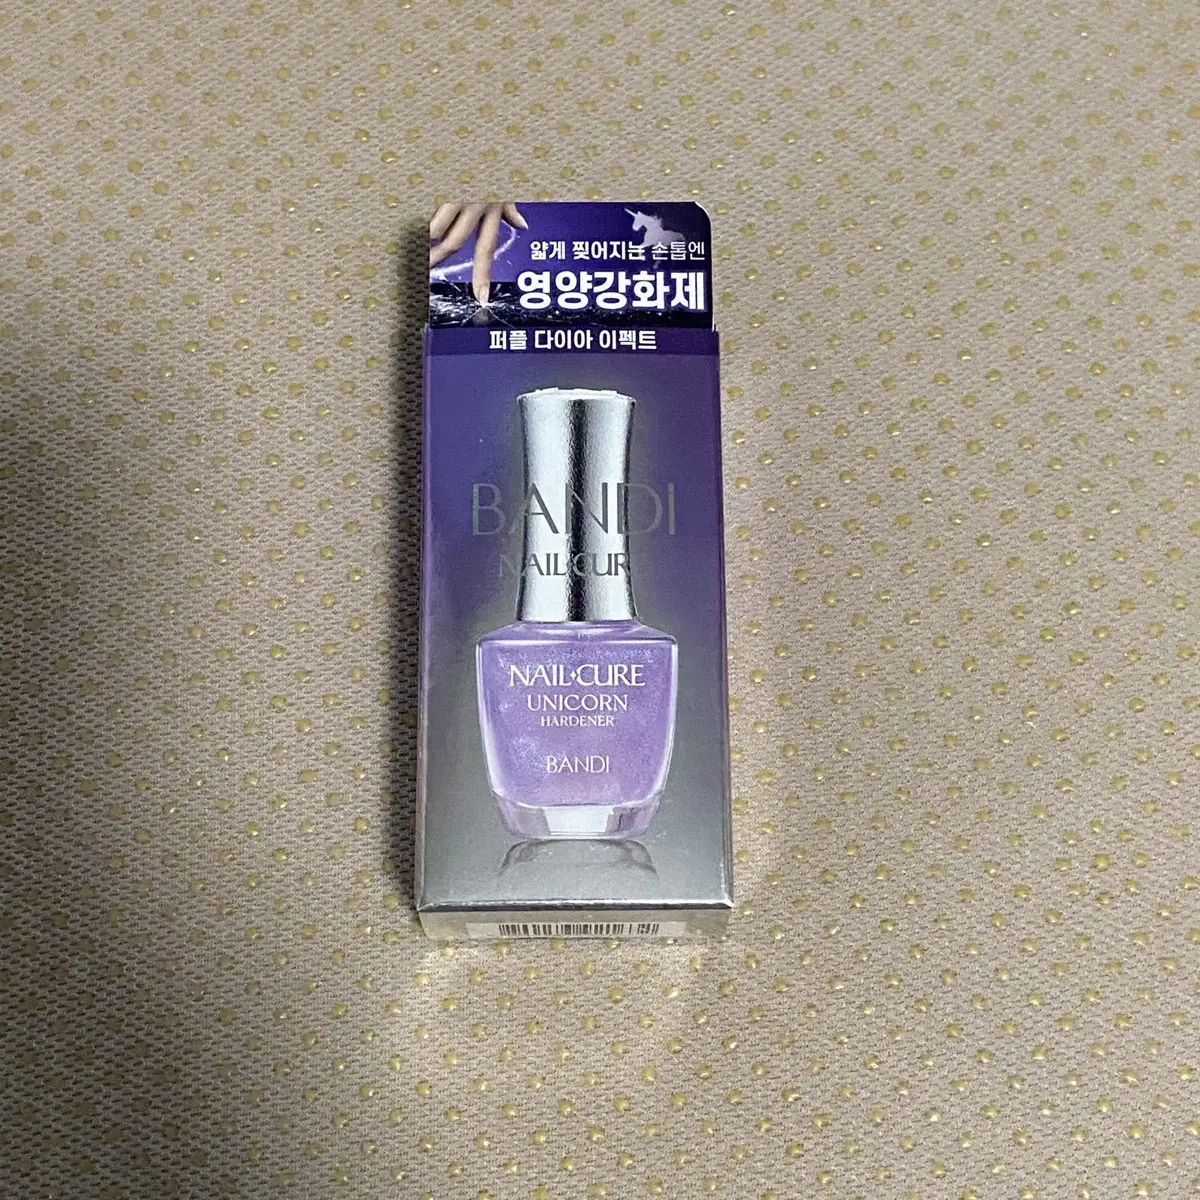 얇게 찢어지는 손톱엔
영양강화제
퍼플 다이아 이펙트
BANDI
NAIL·CUR
NAIL·CURE
UNICORN
HARDENER
BANDI